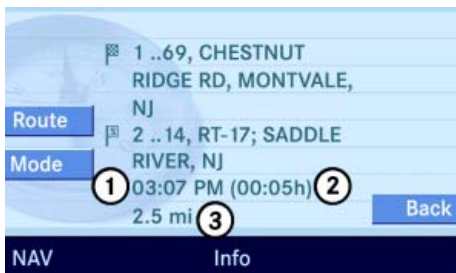 1 ..69, CHESTNUT
RIDGE RD, MONTVALE,
NJ
Route
2 ..14, RT-17; SADDLE
Mode
RIVER, NJ
1 03:07 PM (00:05h) 2
Back
2.5 mi 3
NAV Info